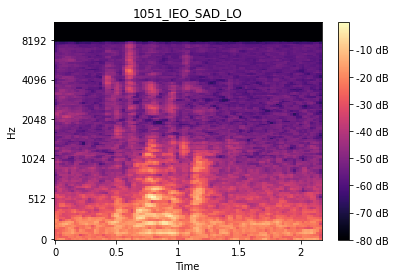 1051_IEO_SAD_LO
8192
4096
2048
1024
512
0
Hz
0
0.5
1
1.5
2
Time
-10 dB
-20 dB
-30 dB
-40 dB
-50 dB
-60 dB
-70 dB
-80 dB